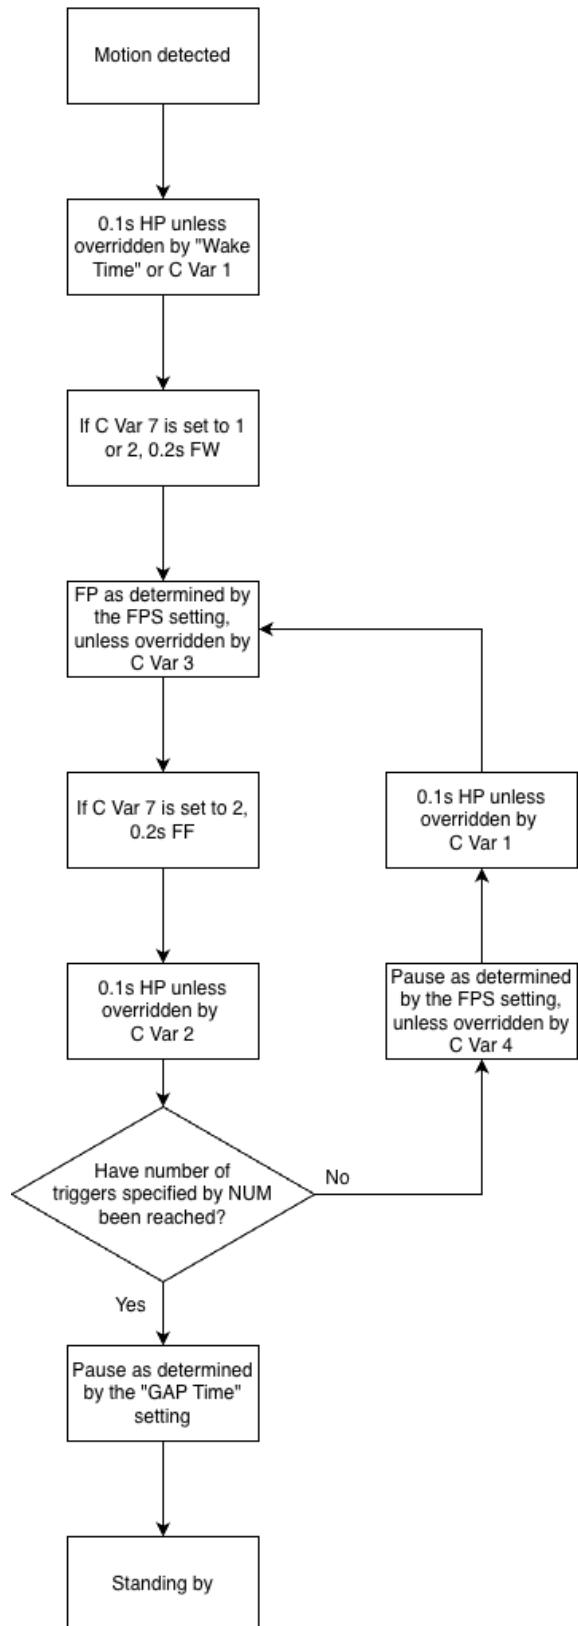 Motion detected
0.1s HP unless
overridden by "Wake
Time" or C Var 1
If C Var 7 is set to 1
or 2, 0.2s FW
FP as determined by
the FPS setting,
unless overridden by
C Var 3
If C Var 7 is set to 2,
0.2s FF
0.1s HP unless
overridden by
C Var 1
0.1s HP unless
overridden by
C Var 2
Pause as determined
by the FPS setting,
unless overridden by
C Var 4
Have number of
triggers specified by NUM
been reached?
No
Yes
Pause as determined
by the "GAP Time"
setting
Standing by